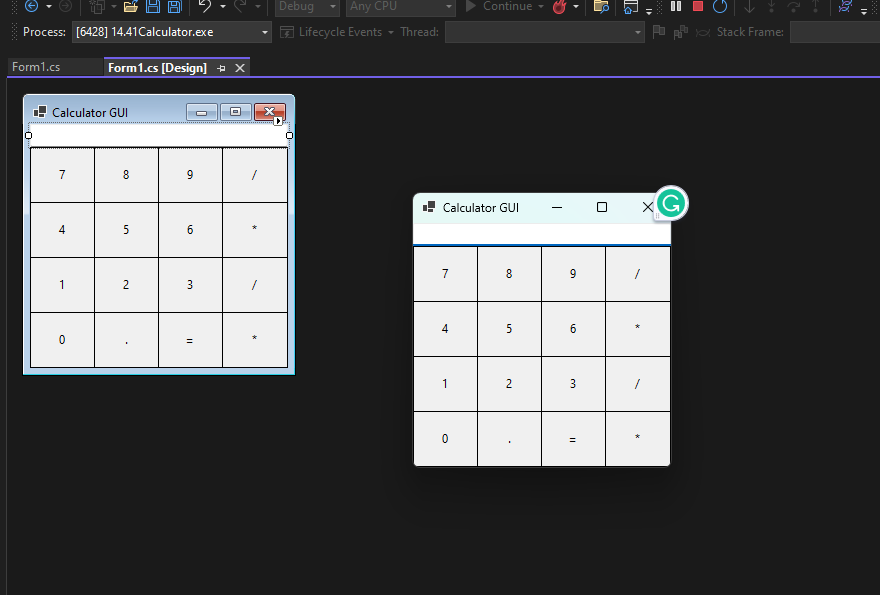 Debug Any CPU Continue
Process: [6428] 14.41Calculator.exe Lifecycle Events Thread: Stack Frame:
Form1.cs Form1.cs [Design]
Calculator GUI
7 8 9 /
4 5 6 *
1 2 3 /
0 . = *
Calculator GUI
7 8 9 /
4 5 6 *
1 2 3 /
0 . = *